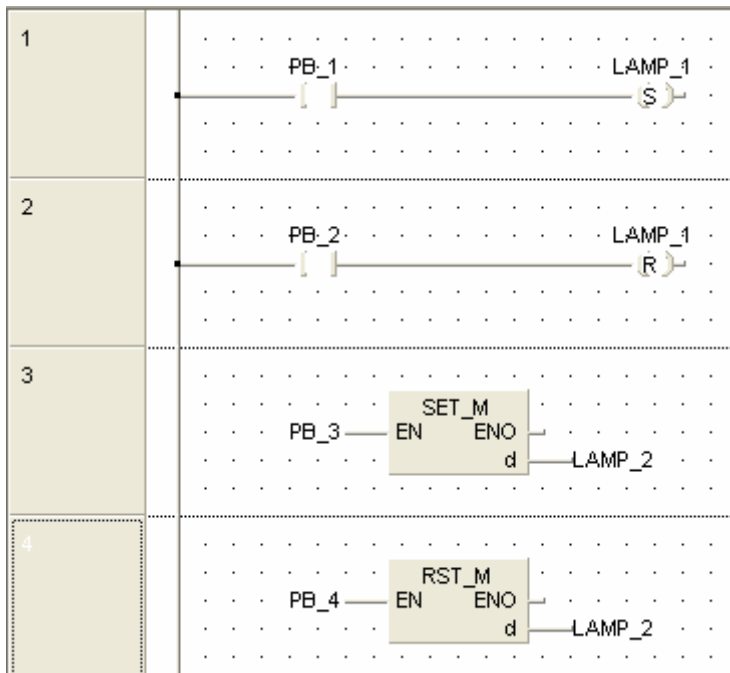 1
PB_1 LAMP_1
S
2
PB_2 LAMP_1
R
3
SET_M
PB_3 EN ENO
d LAMP_2
4
RST_M
PB_4 EN ENO
d LAMP_2